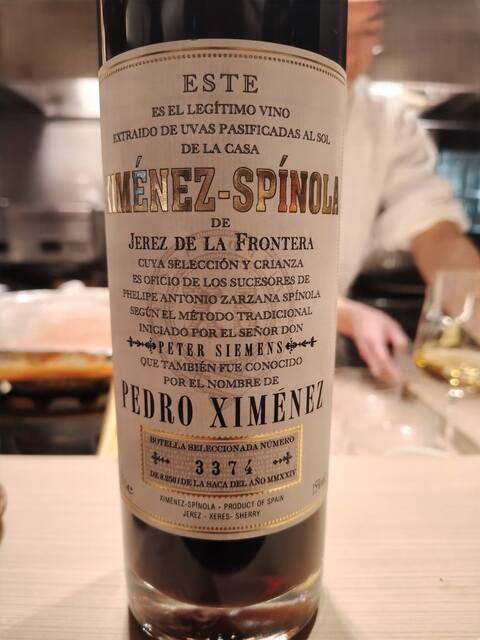 ESTE
ES EL LEGÍTIMO VINO
EXTRAIDO DE UVAS PASIFICADAS AL SOL
DE LA CASA
XIMÉNEZ-SPÍNOLA
DE
JEREZ DE LA FRONTERA
CUYA SELECCIÓN Y CRIANZA
ES OFICIO DE LOS SUCESORES DE
PHELIPE ANTONIO ZARZANA SPÍNOLA
SEGÚN EL MÉTODO TRADICIONAL
INICIADO POR EL SEÑOR DON
PETER SIEMENS
QUE TAMBIÉN FUE CONOCIDO
POR EL NOMBRE DE
PEDRO XIMÉNEZ
BOTELLA SELECCIONADA NÚMERO
3374
DE LA SACA DEL AÑO MMXXIV
XIMÉNEZ-SPÍNOLA - PRODUCT OF SPAIN
JEREZ - XERES- SHERRY
15%